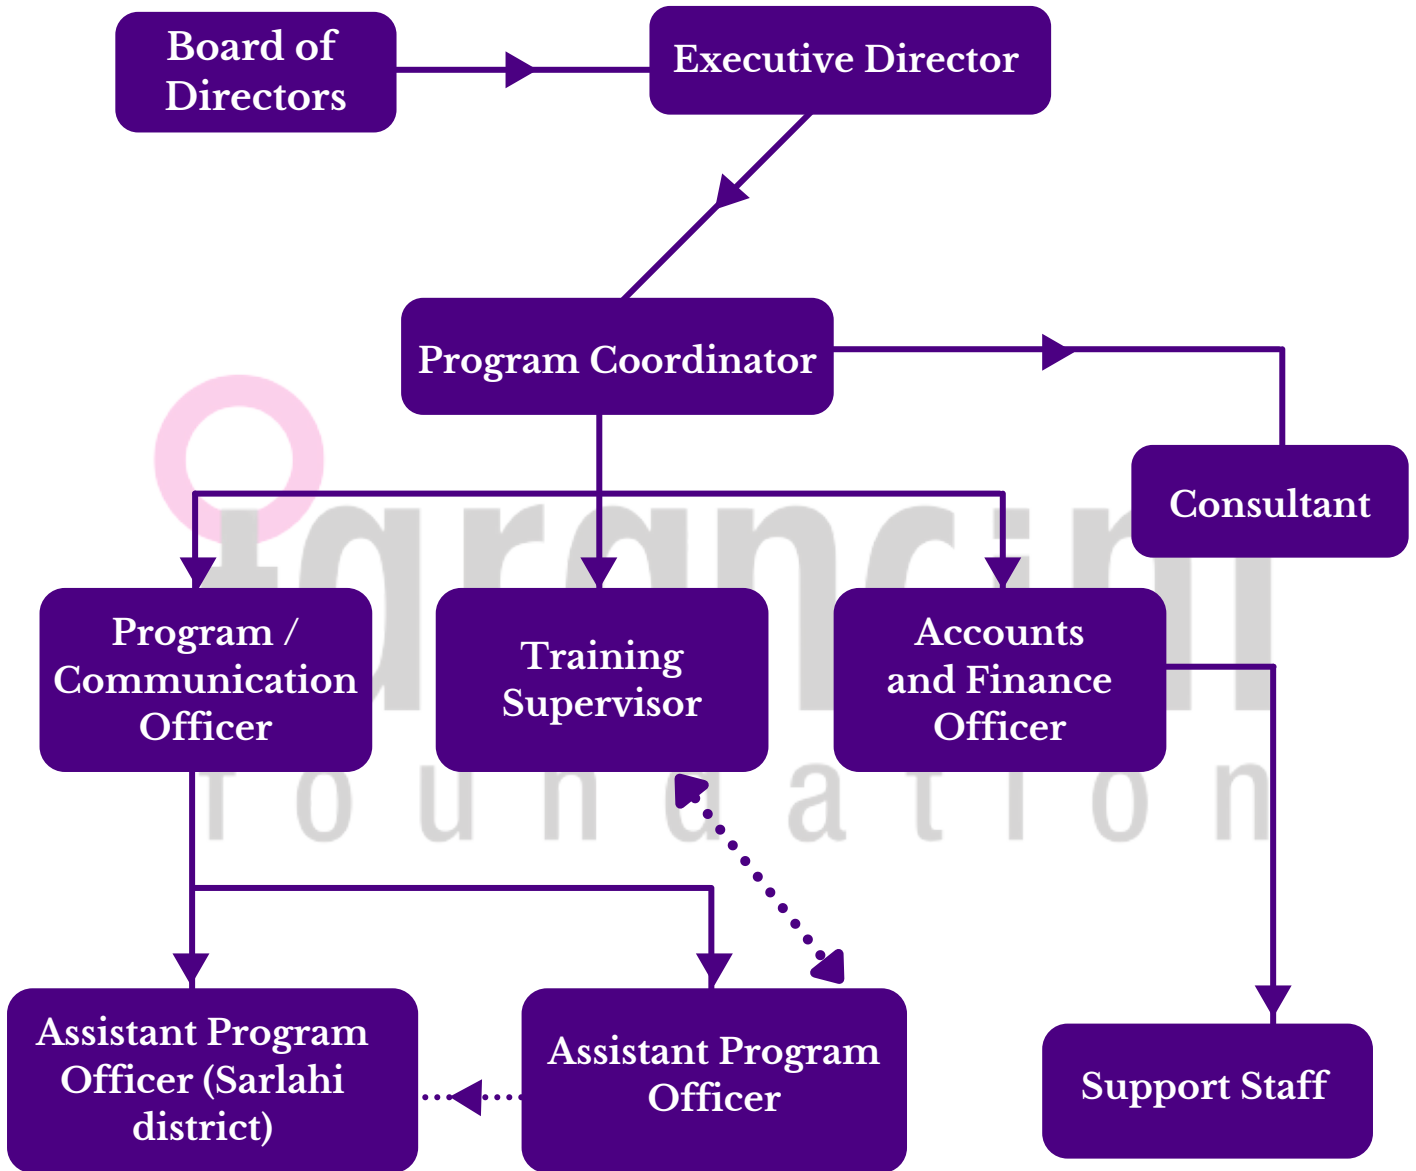 Board of
Directors
Executive Director
Program Coordinator
Consultant
Program /
Communication
Officer
Training
Supervisor
Accounts
and Finance
Officer
foundation
Assistant Program
Officer (Sarlahi
district)
Assistant Program
Officer
Support Staff